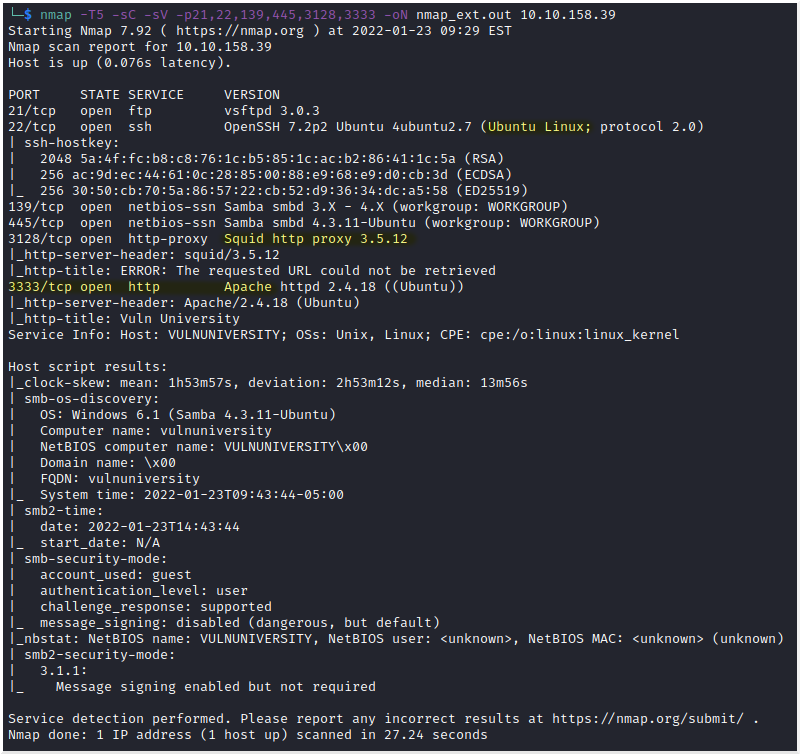 └─$ nmap -T5 -sC -sV -p21,22,139,445,3128,3333 -oN nmap_ext.out 10.10.158.39
Starting Nmap 7.92 ( https://nmap.org ) at 2022-01-23 09:29 EST
Nmap scan report for 10.10.158.39
Host is up (0.076s latency).

PORT     STATE SERVICE     VERSION
21/tcp   open  ftp         vsftpd 3.0.3
22/tcp   open  ssh         OpenSSH 7.2p2 Ubuntu 4ubuntu2.7 (Ubuntu Linux; protocol 2.0)
| ssh-hostkey:
|   2048 5a:4f:fc:b8:c8:76:1c:b5:85:1c:ac:b2:86:41:1c:5a (RSA)
|   256 ac:9d:ec:44:61:0c:28:85:00:88:e9:68:e9:d0:cb:3d (ECDSA)
|_  256 30:50:cb:70:5a:86:57:22:cb:52:d9:36:34:dc:a5:58 (ED25519)
139/tcp  open  netbios-ssn Samba smbd 3.X - 4.X (workgroup: WORKGROUP)
445/tcp  open  netbios-ssn Samba smbd 4.3.11-Ubuntu (workgroup: WORKGROUP)
3128/tcp open  http-proxy  Squid http proxy 3.5.12
|_http-server-header: squid/3.5.12
|_http-title: ERROR: The requested URL could not be retrieved
3333/tcp open  http        Apache httpd 2.4.18 ((Ubuntu))
|_http-server-header: Apache/2.4.18 (Ubuntu)
|_http-title: Vuln University
Service Info: Host: VULNUNIVERSITY; OSs: Unix, Linux; CPE: cpe:/o:linux:linux_kernel

Host script results:
|_clock-skew: mean: 1h53m57s, deviation: 2h53m12s, median: 13m56s
| smb-os-discovery:
|   OS: Windows 6.1 (Samba 4.3.11-Ubuntu)
|   Computer name: vulnuniversity
|   NetBIOS computer name: VULNUNIVERSITY\x00
|   Domain name: \x00
|   FQDN: vulnuniversity
|_  System time: 2022-01-23T09:43:44-05:00
| smb2-time:
|   date: 2022-01-23T14:43:44
|_  start_date: N/A
| smb-security-mode:
|   account_used: guest
|   authentication_level: user
|   challenge_response: supported
|_  message_signing: disabled (dangerous, but default)
|_nbstat: NetBIOS name: VULNUNIVERSITY, NetBIOS user: <unknown>, NetBIOS MAC: <unknown> (unknown)
| smb2-security-mode:
|   3.1.1:
|_    Message signing enabled but not required

Service detection performed. Please report any incorrect results at https://nmap.org/submit/ .
Nmap done: 1 IP address (1 host up) scanned in 27.24 seconds